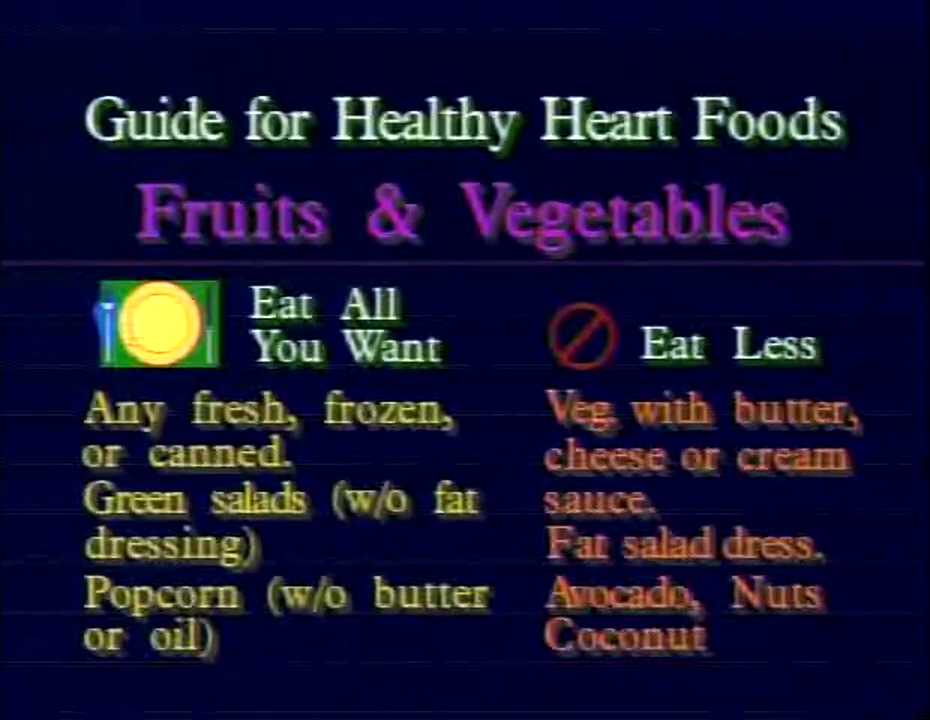 Guide for Healthy Heart Foods
Fruits & Vegetables
Eat All
You Want
Any fresh, frozen,
or canned.
Green salads (w/o fat
dressing)
Popcorn (w/o butter
or oil)
Eat Less
Veg. with butter,
cheese or cream
sauce.
Fat salad dress.
Avocado, Nuts
Coconut